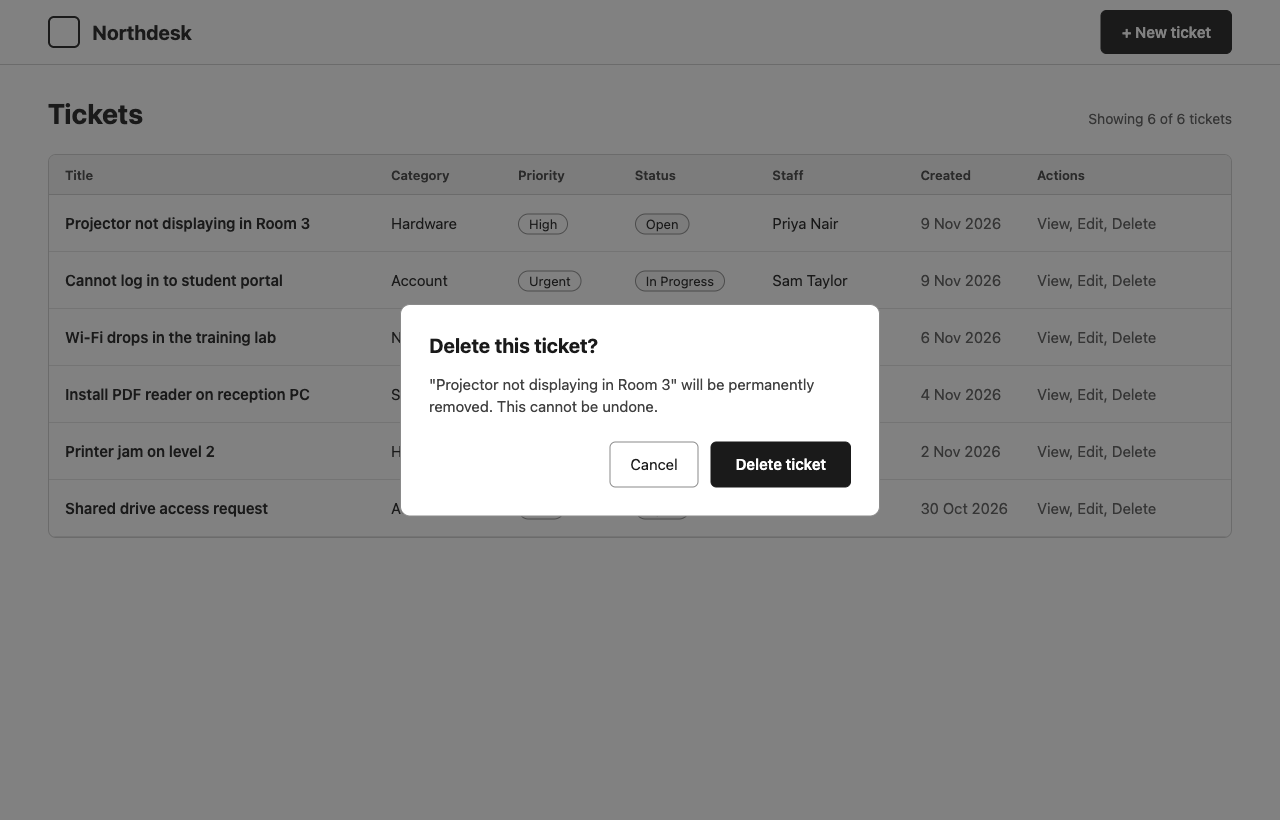 Northdesk
+ New ticket
Tickets
Showing 6 of 6 tickets
Title Category Priority Status Staff Created Actions
Projector not displaying in Room 3 Hardware High Open Priya Nair 9 Nov 2026 View, Edit, Delete
Cannot log in to student portal Account Urgent In Progress Sam Taylor 9 Nov 2026 View, Edit, Delete
Wi-Fi drops in the training lab 6 Nov 2026 View, Edit, Delete
Install PDF reader on reception PC 4 Nov 2026 View, Edit, Delete
Printer jam on level 2 2 Nov 2026 View, Edit, Delete
Shared drive access request 30 Oct 2026 View, Edit, Delete
Delete this ticket?
"Projector not displaying in Room 3" will be permanently
removed. This cannot be undone.
Cancel Delete ticket